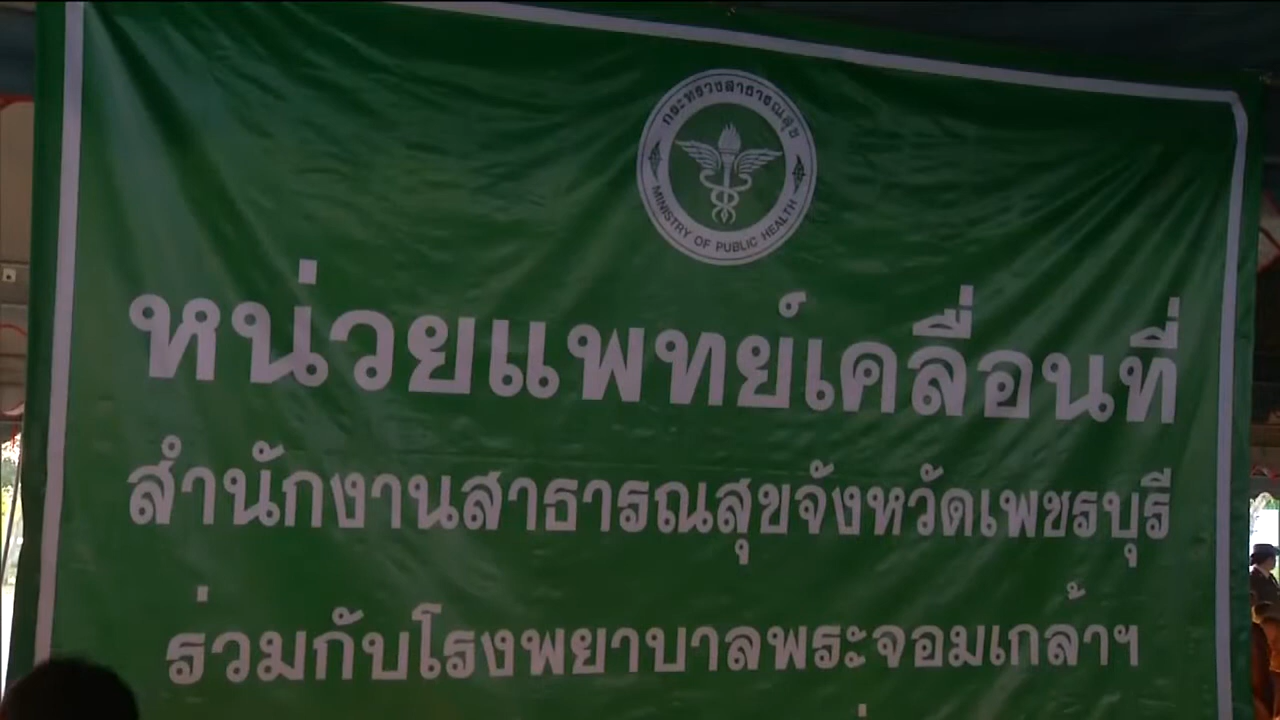 กระทรวงสาธารณสุข
MINISTRY OF PUBLIC HEALTH
หน่วยแพทย์เคลื่อนที่
สำนักงานสาธารณสุขจังหวัดเพชรบุรี
ร่วมกับโรงพยาบาลพระจอมเกล้าฯ